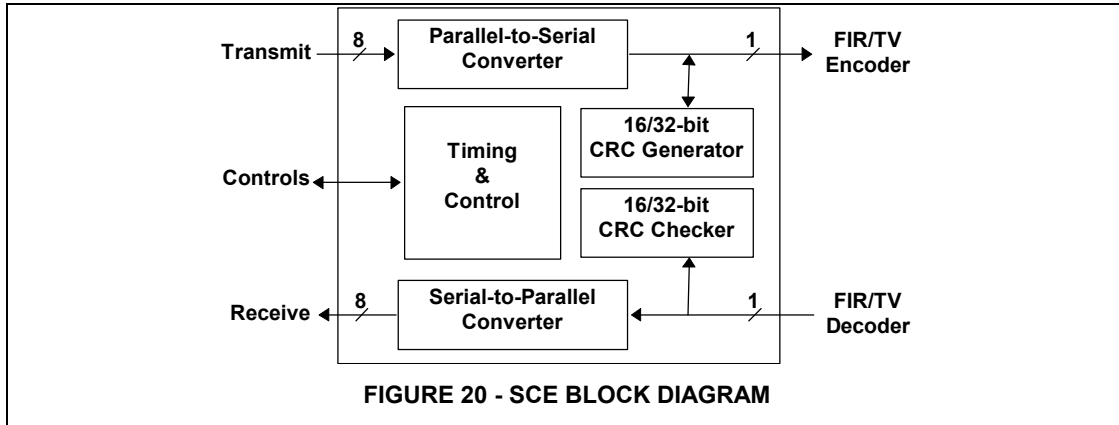 Transmit
8
Parallel-to-Serial
Converter
1
FIR/TV
Encoder
16/32-bit
CRC Generator
Controls
Timing
&
Control
16/32-bit
CRC Checker
Receive
8
Serial-to-Parallel
Converter
1
FIR/TV
Decoder
FIGURE 20 - SCE BLOCK DIAGRAM